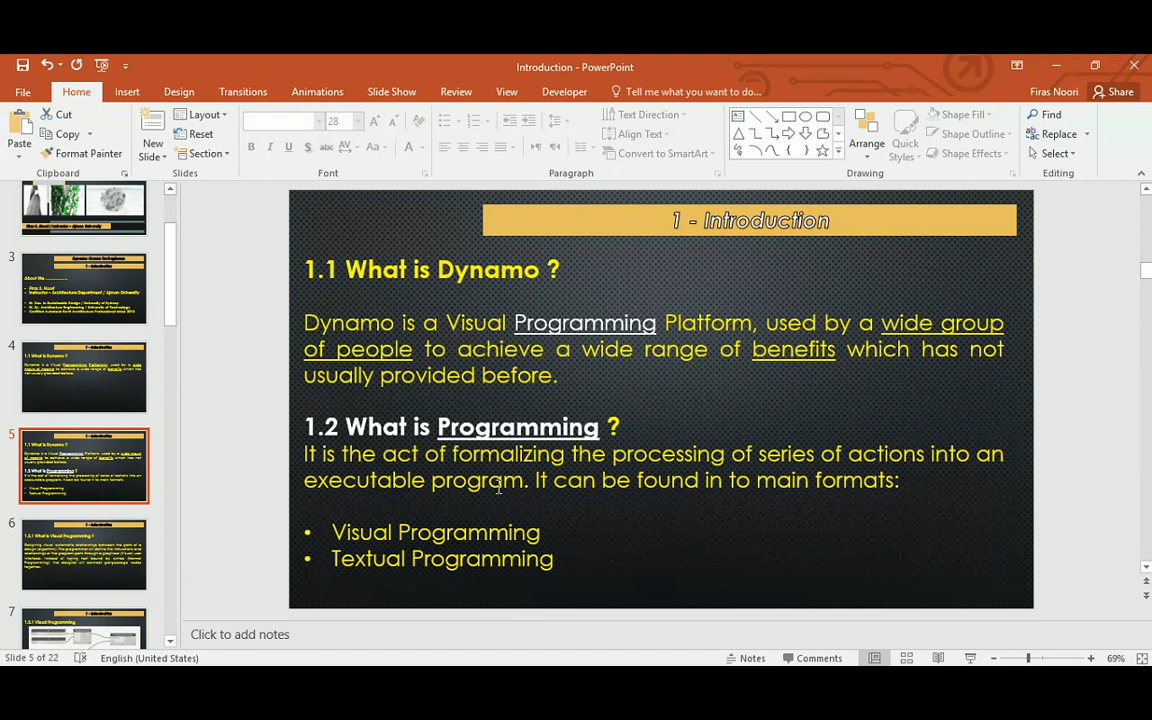 Introduction - PowerPoint
File Home Insert Design Transitions Animations Slide Show Review View Developer Tell me what you want to do... Firas Noori Share
Paste Cut Copy Format Painter Clipboard
New Slide Layout Reset Section Slides
28
B I U S abc AV Aa A Font
Text Direction Align Text Convert to SmartArt Paragraph
Arrange Quick Styles Shape Fill Shape Outline Shape Effects Drawing
Find Replace Select Editing
3
4
5
6
7
1 - Introduction
1.1 What is Dynamo ?
Dynamo is a Visual Programming Platform, used by a wide group
of people to achieve a wide range of benefits which has not
usually provided before.
1.2 What is Programming ?
It is the act of formalizing the processing of series of actions into an
executable program. It can be found in to main formats:
• Visual Programming
• Textual Programming
Click to add notes
Slide 5 of 22 English (United States) Notes Comments 69%